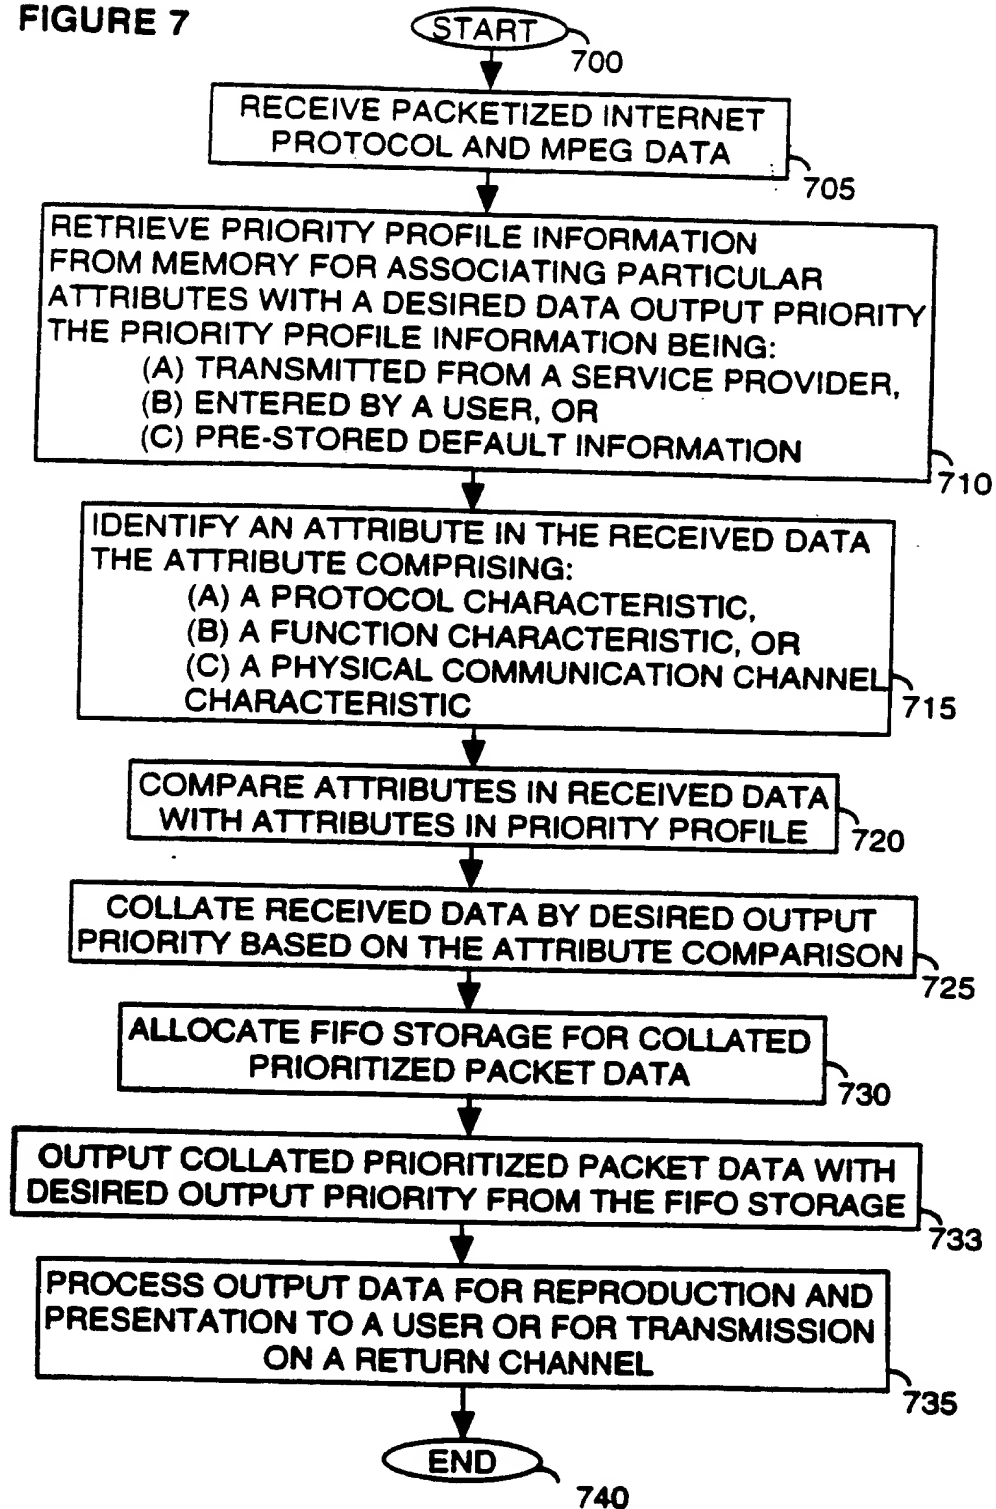 FIGURE 7
START
700
RECEIVE PACKETIZED INTERNET
PROTOCOL AND MPEG DATA
705
RETRIEVE PRIORITY PROFILE INFORMATION
FROM MEMORY FOR ASSOCIATING PARTICULAR
ATTRIBUTES WITH A DESIRED DATA OUTPUT PRIORITY
THE PRIORITY PROFILE INFORMATION BEING:
(A) TRANSMITTED FROM A SERVICE PROVIDER,
(B) ENTERED BY A USER, OR
(C) PRE-STORED DEFAULT INFORMATION
710
IDENTIFY AN ATTRIBUTE IN THE RECEIVED DATA
THE ATTRIBUTE COMPRISING:
(A) A PROTOCOL CHARACTERISTIC,
(B) A FUNCTION CHARACTERISTIC, OR
(C) A PHYSICAL COMMUNICATION CHANNEL
CHARACTERISTIC
715
COMPARE ATTRIBUTES IN RECEIVED DATA
WITH ATTRIBUTES IN PRIORITY PROFILE
720
COLLATE RECEIVED DATA BY DESIRED OUTPUT
PRIORITY BASED ON THE ATTRIBUTE COMPARISON
725
ALLOCATE FIFO STORAGE FOR COLLATED
PRIORITIZED PACKET DATA
730
OUTPUT COLLATED PRIORITIZED PACKET DATA WITH
DESIRED OUTPUT PRIORITY FROM THE FIFO STORAGE
733
PROCESS OUTPUT DATA FOR REPRODUCTION AND
PRESENTATION TO A USER OR FOR TRANSMISSION
ON A RETURN CHANNEL
735
END
740